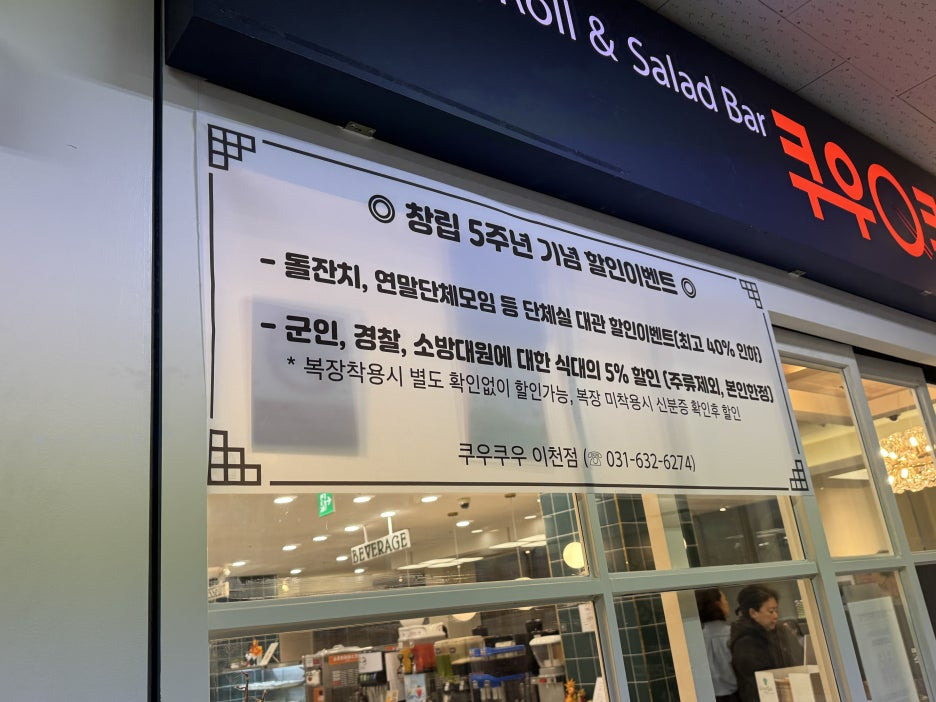 Roll & Salad Bar
쿠우쿠
◎ 창립 5주년 기념 할인이벤트 ◎
- 돌잔치, 연말단체모임 등 단체실 대관 할인이벤트(최고 40% 인하)
- 군인, 경찰, 소방대원에 대한 식대의 5% 할인 (주류제외, 본인한정)
* 복장착용시 별도 확인없이 할인가능, 복장 미착용시 신분증 확인후 할인
쿠우쿠우 이천점 (☏ 031-632-6274)
BEVERAGE